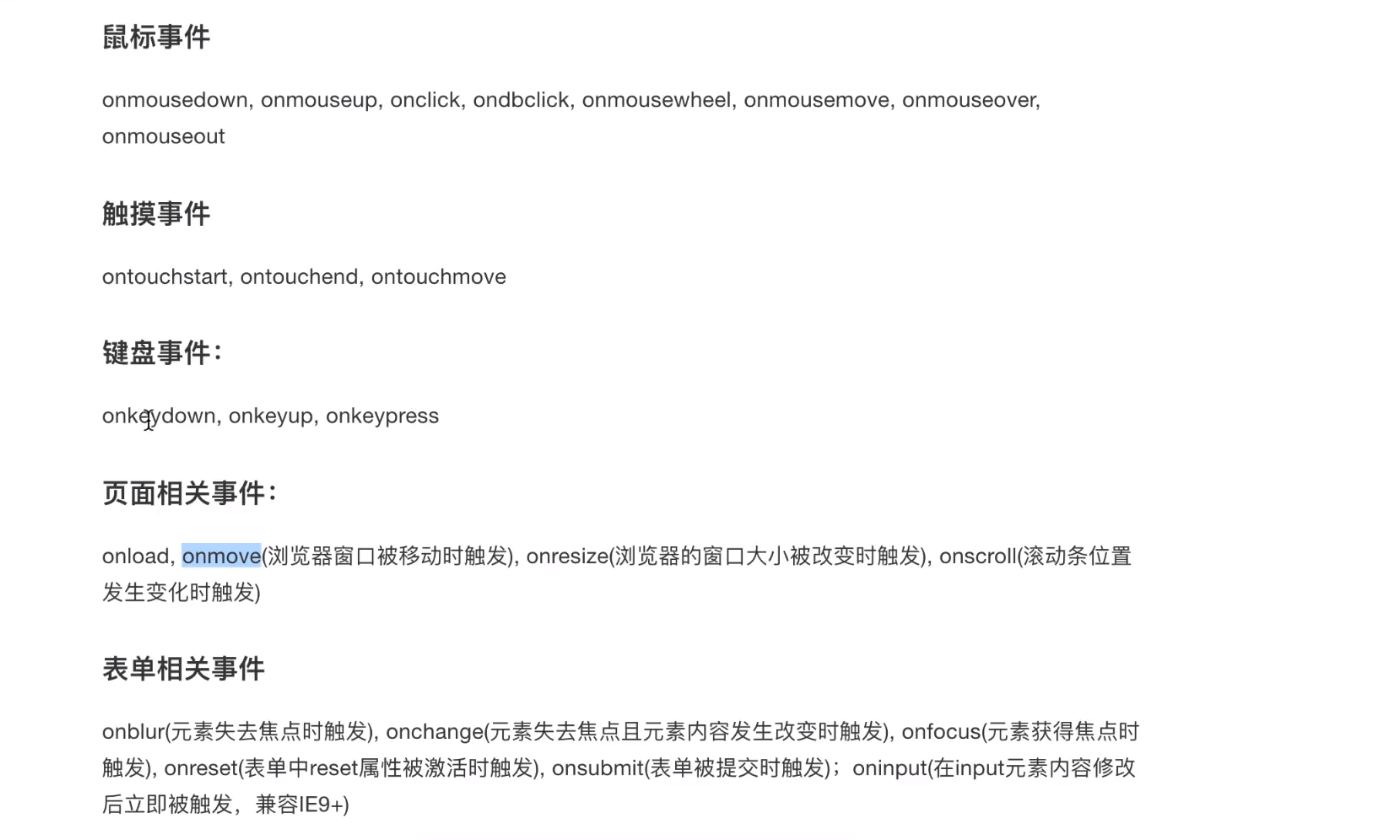 鼠标事件
onmousedown, onmouseup, onclick, ondbclick, onmousewheel, onmousemove, onmouseover,
onmouseout
触摸事件
ontouchstart, ontouchend, ontouchmove
键盘事件：
onkeydown, onkeyup, onkeypress
页面相关事件：
onload, onmove(浏览器窗口被移动时触发), onresize(浏览器的窗口大小被改变时触发), onscroll(滚动条位置
发生变化时触发)
表单相关事件
onblur(元素失去焦点时触发), onchange(元素失去焦点且元素内容发生改变时触发), onfocus(元素获得焦点时
触发), onreset(表单中reset属性被激活时触发), onsubmit(表单被提交时触发)；oninput(在input元素内容修改
后立即被触发，兼容IE9+)